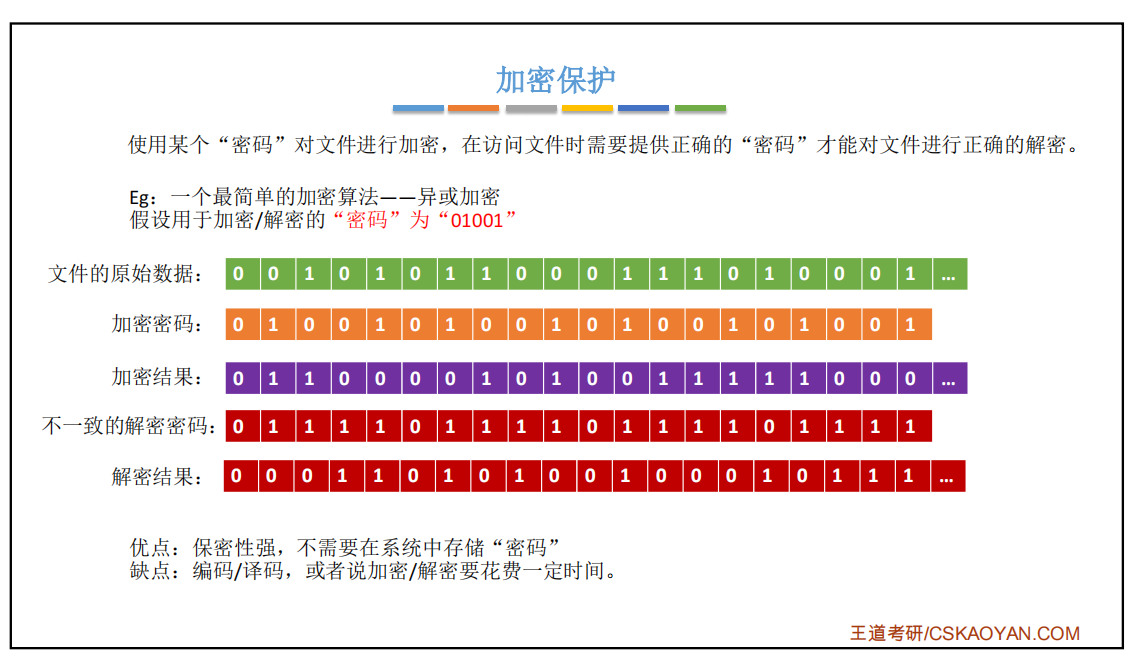 加密保护
使用某个“密码”对文件进行加密，在访问文件时需要提供正确的“密码”才能对文件进行正确的解密。
Eg：一个最简单的加密算法——异或加密
假设用于加密/解密的“密码”为“01001”
文件的原始数据： 0 0 1 0 1 0 1 1 0 0 0 1 1 1 0 1 0 0 0 1 …
加密密码： 0 1 0 0 1 0 1 0 0 1 0 1 0 0 1 0 1 0 0 1
加密结果： 0 1 1 0 0 0 0 1 0 1 0 0 1 1 1 1 1 0 0 0 …
不一致的解密密码： 0 1 1 1 1 0 1 1 1 1 0 1 1 1 1 0 1 1 1 1
解密结果： 0 0 0 1 1 0 1 0 1 0 0 1 0 0 0 1 0 1 1 1 …
优点：保密性强，不需要在系统中存储“密码”
缺点：编码/译码，或者说加密/解密要花费一定时间。
王道考研/CSKAOYAN.COM